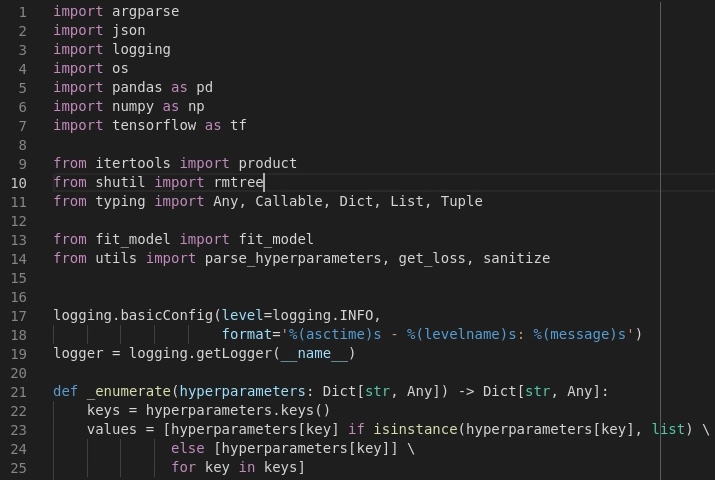 1 import argparse
2 import json
3 import logging
4 import os
5 import pandas as pd
6 import numpy as np
7 import tensorflow as tf
8
9 from itertools import product
10 from shutil import rmtree
11 from typing import Any, Callable, Dict, List, Tuple
12
13 from fit_model import fit_model
14 from utils import parse_hyperparameters, get_loss, sanitize
15
16
17 logging.basicConfig(level=logging.INFO,
18                     format='%(asctime)s - %(levelname)s: %(message)s')
19 logger = logging.getLogger(__name__)
20
21 def _enumerate(hyperparameters: Dict[str, Any]) -> Dict[str, Any]:
22     keys = hyperparameters.keys()
23     values = [hyperparameters[key] if isinstance(hyperparameters[key], list) \
24               else [hyperparameters[key]] \
25               for key in keys]